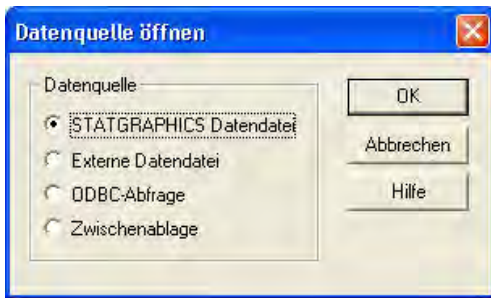 Datenquelle öffnen
Datenquelle
STATGRAPHICS Datendatei
Externe Datendatei
ODBC-Abfrage
Zwischenablage
OK
Abbrechen
Hilfe